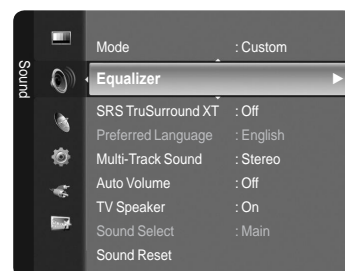 Sound
Mode : Custom
Equalizer
SRS TruSurround XT : Off
Preferred Language : English
Multi-Track Sound : Stereo
Auto Volume : Off
TV Speaker : On
Sound Select : Main
Sound Reset